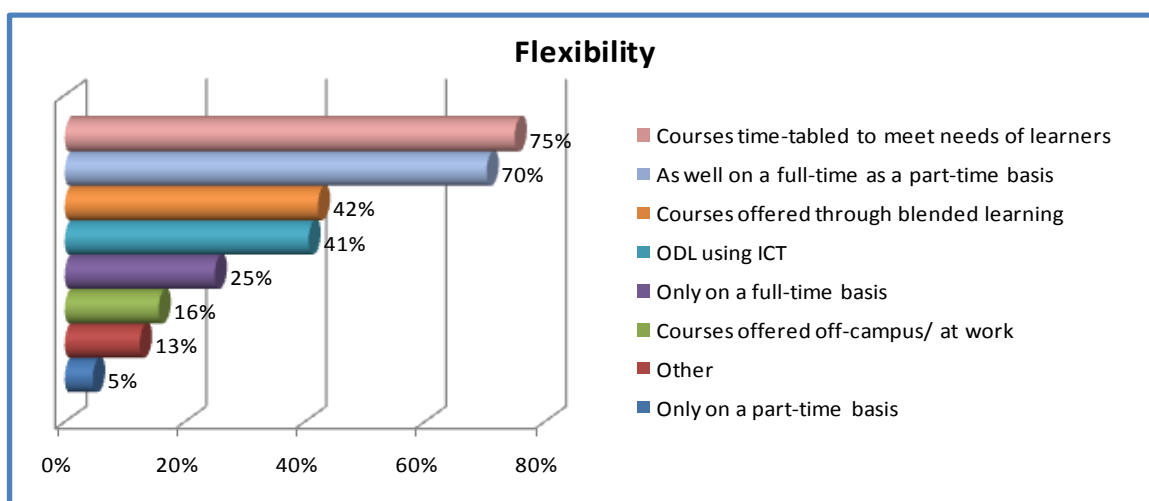 Flexibility
75%
70%
42%
41%
25%
16%
13%
5%
0%
20%
40%
60%
80%
Courses time-tabled to meet needs of learners
As well on a full-time as a part-time basis
Courses offered through blended learning
ODL using ICT
Only on a full-time basis
Courses offered off-campus/ at work
Other
Only on a part-time basis